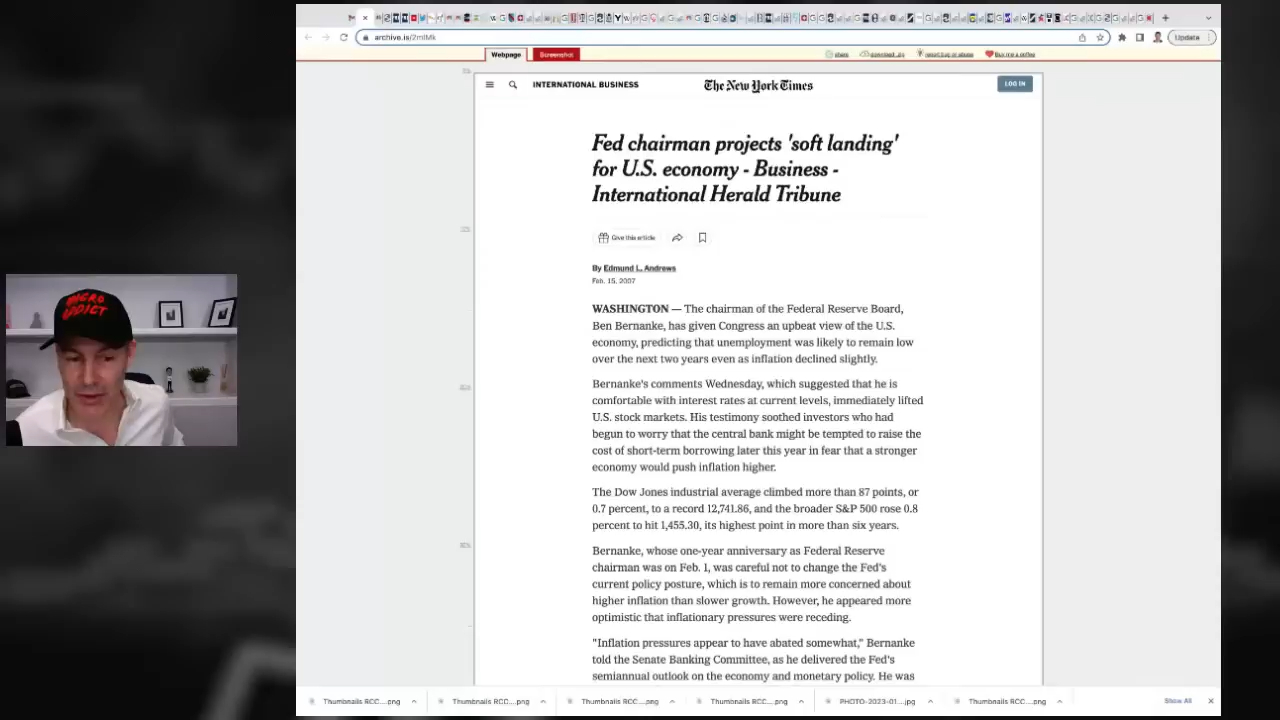 archive.is/2mIMk
Update
Webpage
Screenshot
share
download .zip
report bug or abuse
Buy me a coffee
INTERNATIONAL BUSINESS
The New York Times
LOG IN
Fed chairman projects 'soft landing'
for U.S. economy - Business -
International Herald Tribune
Give this article
By Edmund L. Andrews
Feb. 15, 2007
WASHINGTON — The chairman of the Federal Reserve Board,
Ben Bernanke, has given Congress an upbeat view of the U.S.
economy, predicting that unemployment was likely to remain low
over the next two years even as inflation declined slightly.
Bernanke's comments Wednesday, which suggested that he is
comfortable with interest rates at current levels, immediately lifted
U.S. stock markets. His testimony soothed investors who had
begun to worry that the central bank might be tempted to raise the
cost of short-term borrowing later this year in fear that a stronger
economy would push inflation higher.
The Dow Jones industrial average climbed more than 87 points, or
0.7 percent, to a record 12,741.86, and the broader S&P 500 rose 0.8
percent to hit 1,455.30, its highest point in more than six years.
Bernanke, whose one-year anniversary as Federal Reserve
chairman was on Feb. 1, was careful not to change the Fed's
current policy posture, which is to remain more concerned about
higher inflation than slower growth. However, he appeared more
optimistic that inflationary pressures were receding.
"Inflation pressures appear to have abated somewhat," Bernanke
told the Senate Banking Committee, as he delivered the Fed's
semiannual outlook on the economy and monetary policy. He was
ADDICT
Thumbnails RCC....png
Thumbnails RCC....png
Thumbnails RCC....png
Thumbnails RCC....png
PHOTO-2023-01...jpg
Thumbnails RCC....png
Show All